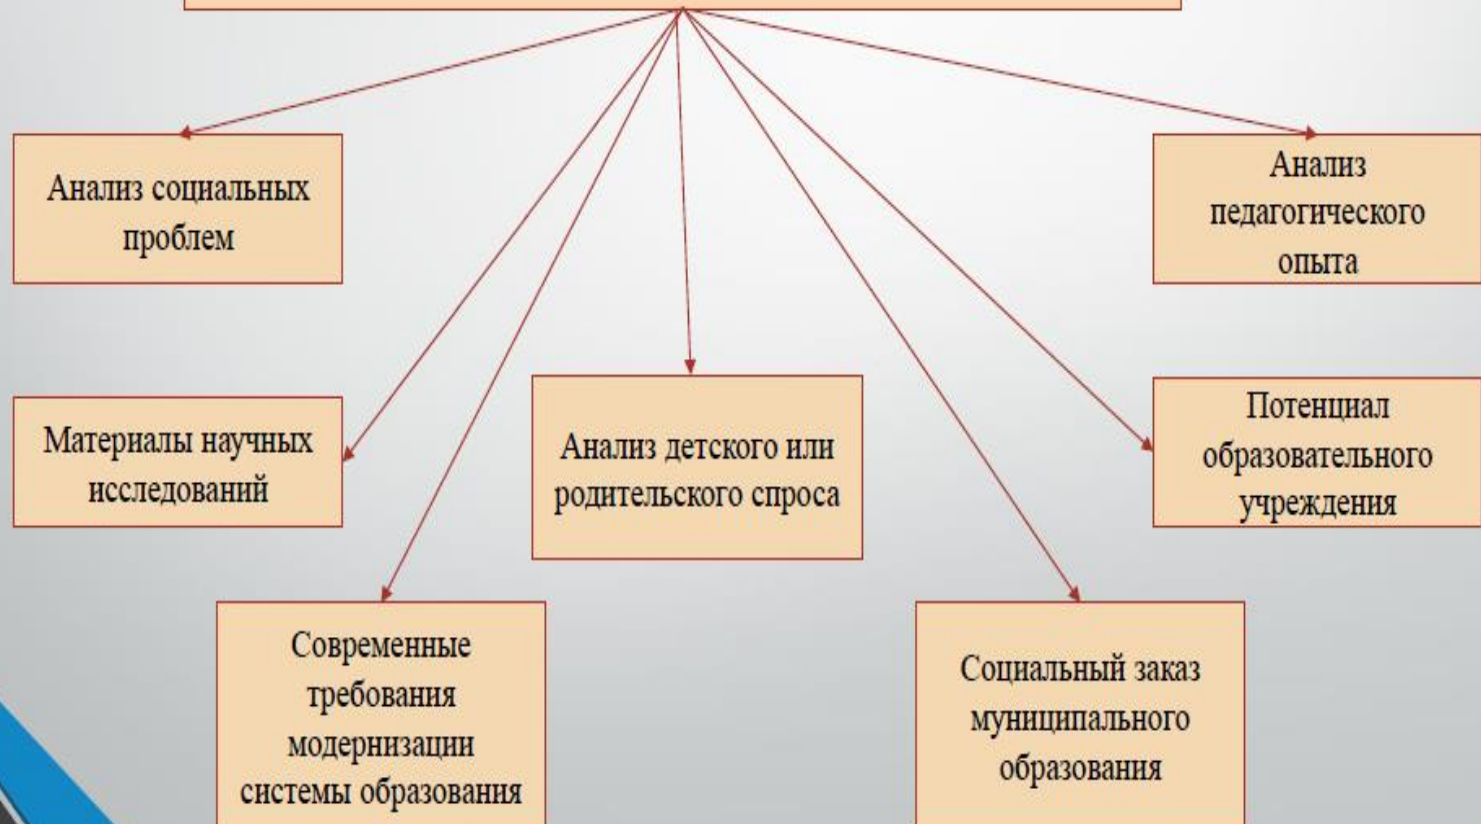 Анализ социальных
проблем
Анализ
педагогического
опыта
Материалы научных
исследований
Анализ детского или
родительского спроса
Потенциал
образовательного
учреждения
Современные
требования
модернизации
системы образования
Социальный заказ
муниципального
образования